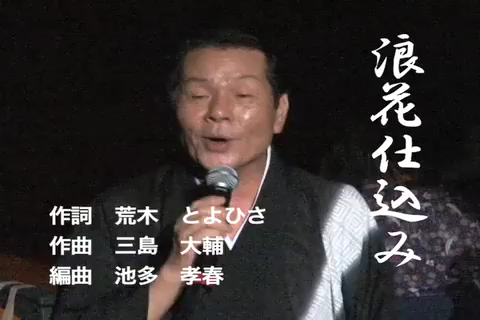 浪花仕込み
作詞　荒木　とよひさ
作曲　三島　大輔
編曲　池多　孝春